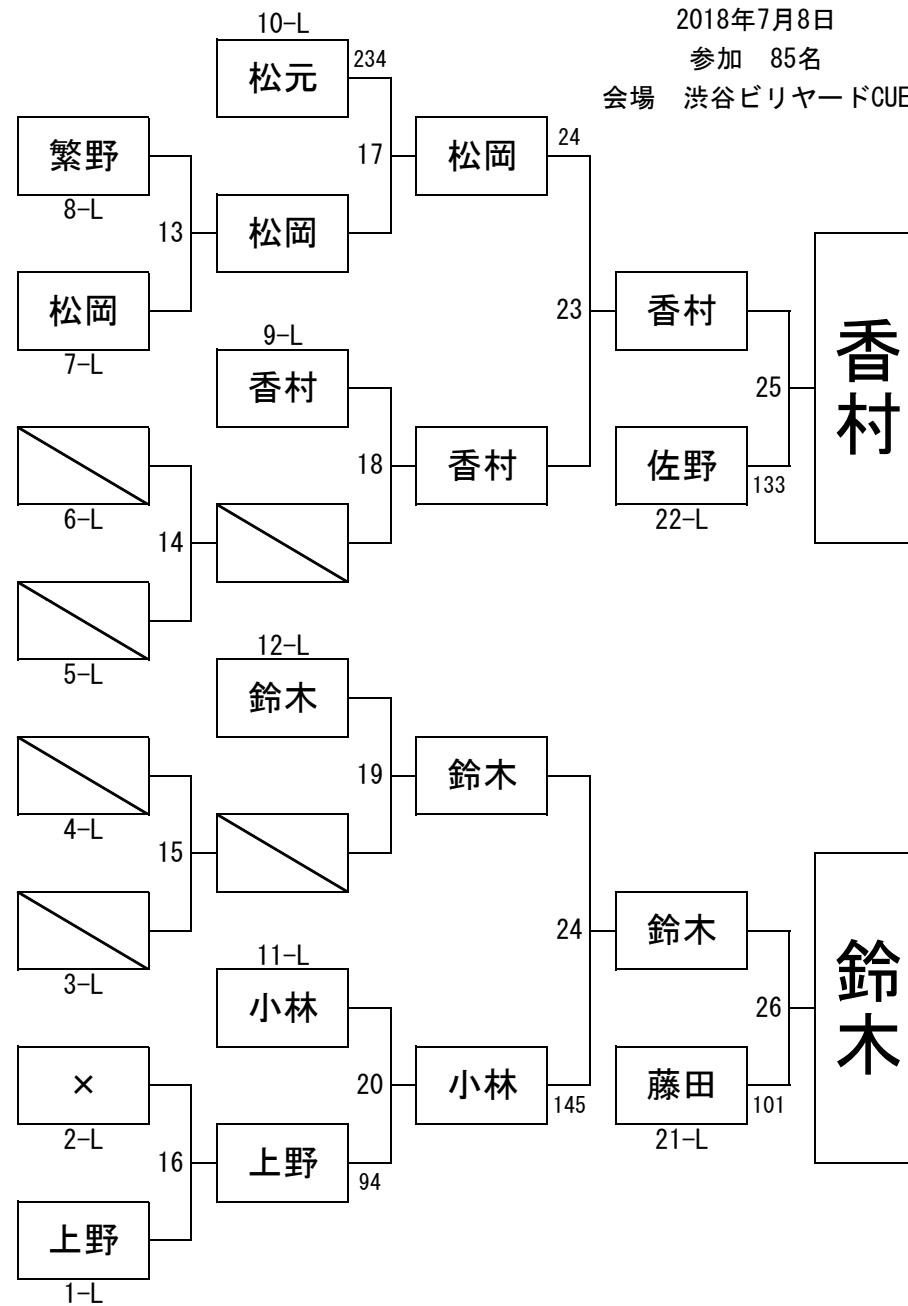 2018年7月8日
参加 85名
会場 渋谷ビリヤードCUE
10-L
松元
234
繁野
8-L
13
17
松岡
24
松岡
松岡
7-L
23
香村
9-L
香村
25
香村
6-L
14
18
香村
佐野
133
22-L
5-L
12-L
鈴木
4-L
15
19
鈴木
3-L
24
鈴木
11-L
小林
26
鈴木
×
2-L
16
20
小林
145
藤田
101
21-L
上野
94
上野
1-L